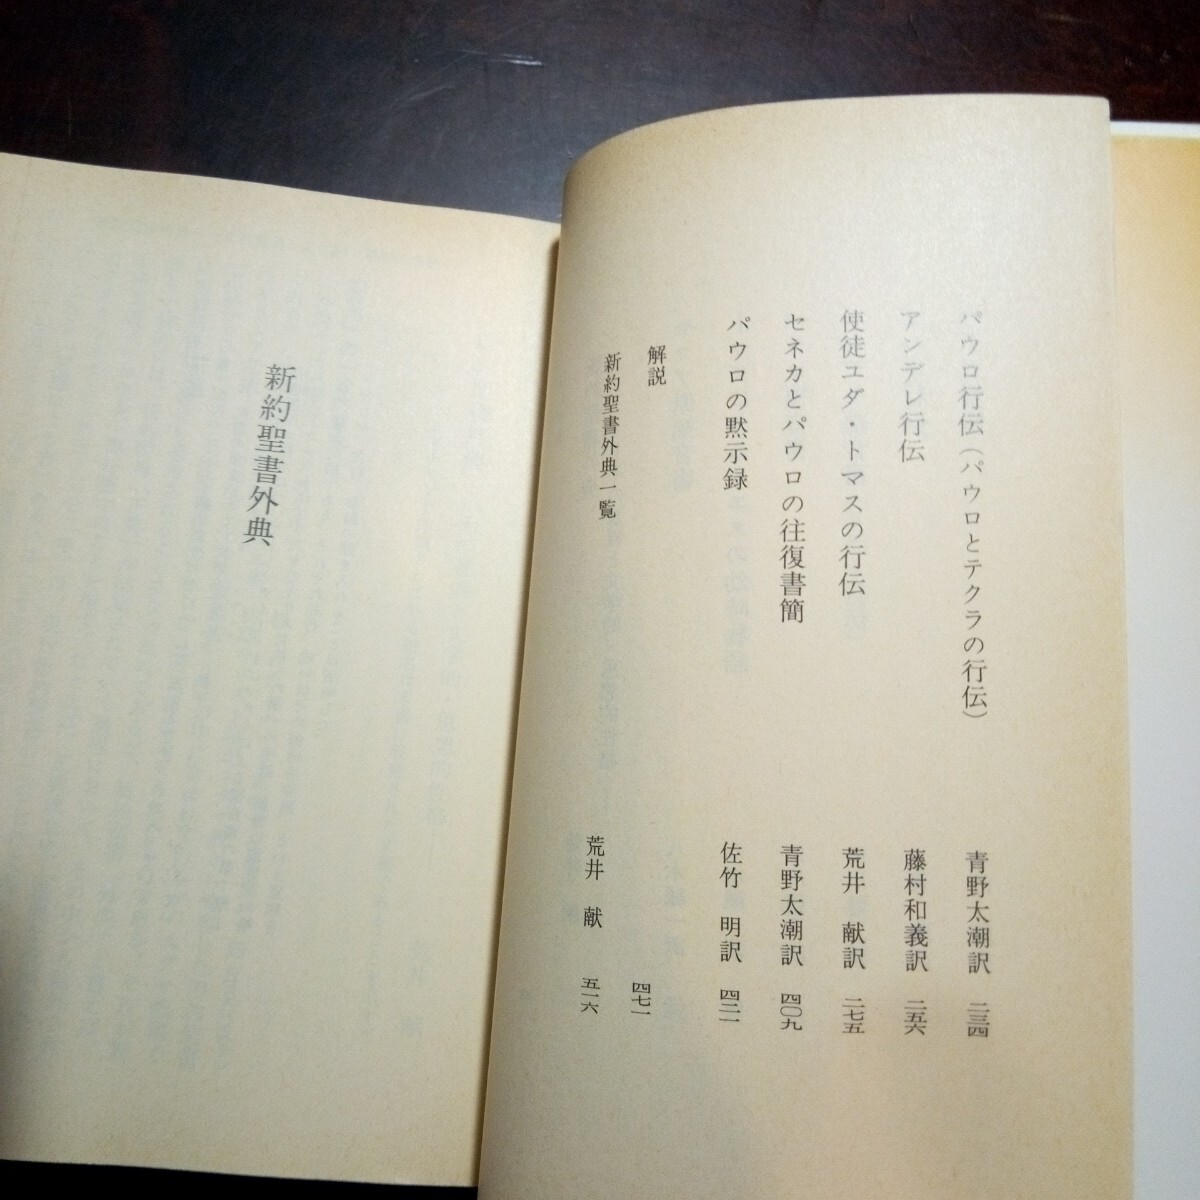 パウロ行伝（パウロとテクラの行伝） 青野太潮訳 二三四
アンデレ行伝 藤村和義訳 二五六
使徒ユダ・トマスの行伝 荒井 献訳 二七五
セネカとパウロの往復書簡 青野太潮訳 四〇九
パウロの黙示録 佐竹 明訳 四二一
解説 四七一
新約聖書外典一覧 荒井 献 五一六
新約聖書外典